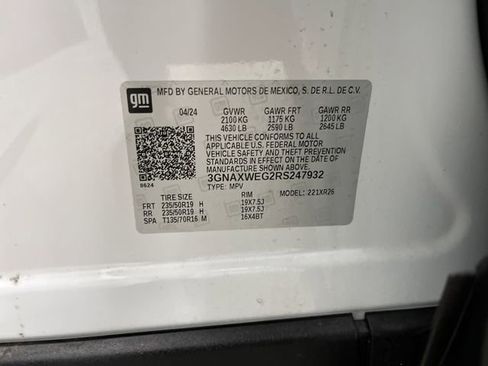 gm
MFD BY GENERAL MOTORS DE MEXICO, S. DE R.L. DE C.V.
04/24 GVWR GAWR FRT GAWR RR
2100 KG 1175 KG 1200 KG
4630 LB 2590 LB 2645 LB
THIS VEHICLE CONFORMS TO ALL
APPLICABLE U.S. FEDERAL MOTOR
VEHICLE SAFETY AND THEFT PREVENTION
STANDARDS IN EFFECT ON THE DATE OF
MANUFACTURE SHOWN ABOVE.
3GNAXWEG2RS247932
8624 TYPE: MPV MODEL: 221XR26
TIRE SIZE RIM
FRT 235/50R19 H 19X7.5J
RR 235/50R19 H 19X7.5J
SPA T135/70R16 M 16X4BT